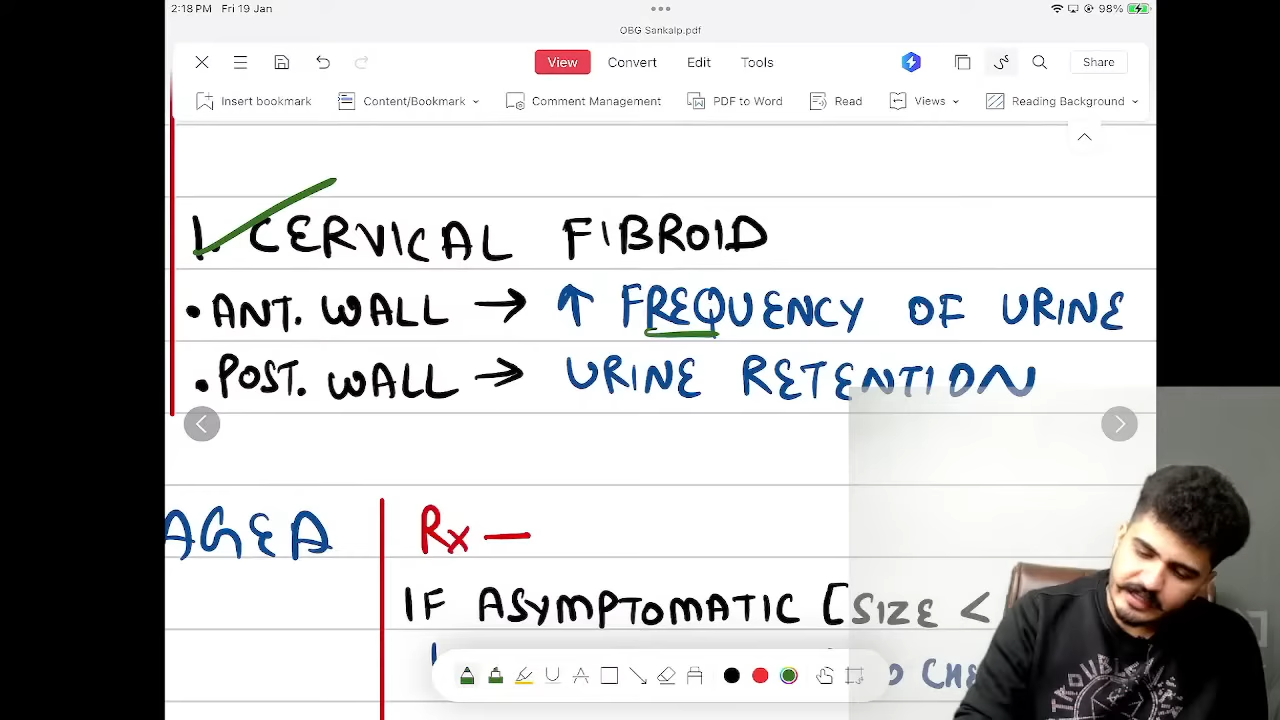 2:18 PM Fri 19 Jan
98%
OBG Sankalp.pdf
View Convert Edit Tools Share
Insert bookmark Content/Bookmark Comment Management PDF to Word Read Views Reading Background
1. CERVICAL FIBROID
• ANT. WALL → ↑ FREQUENCY OF URINE
• POST. WALL → URINE RETENTION
AGEA
Rx —
IF ASYMPTOMATIC [SIZE <
TROUBLE